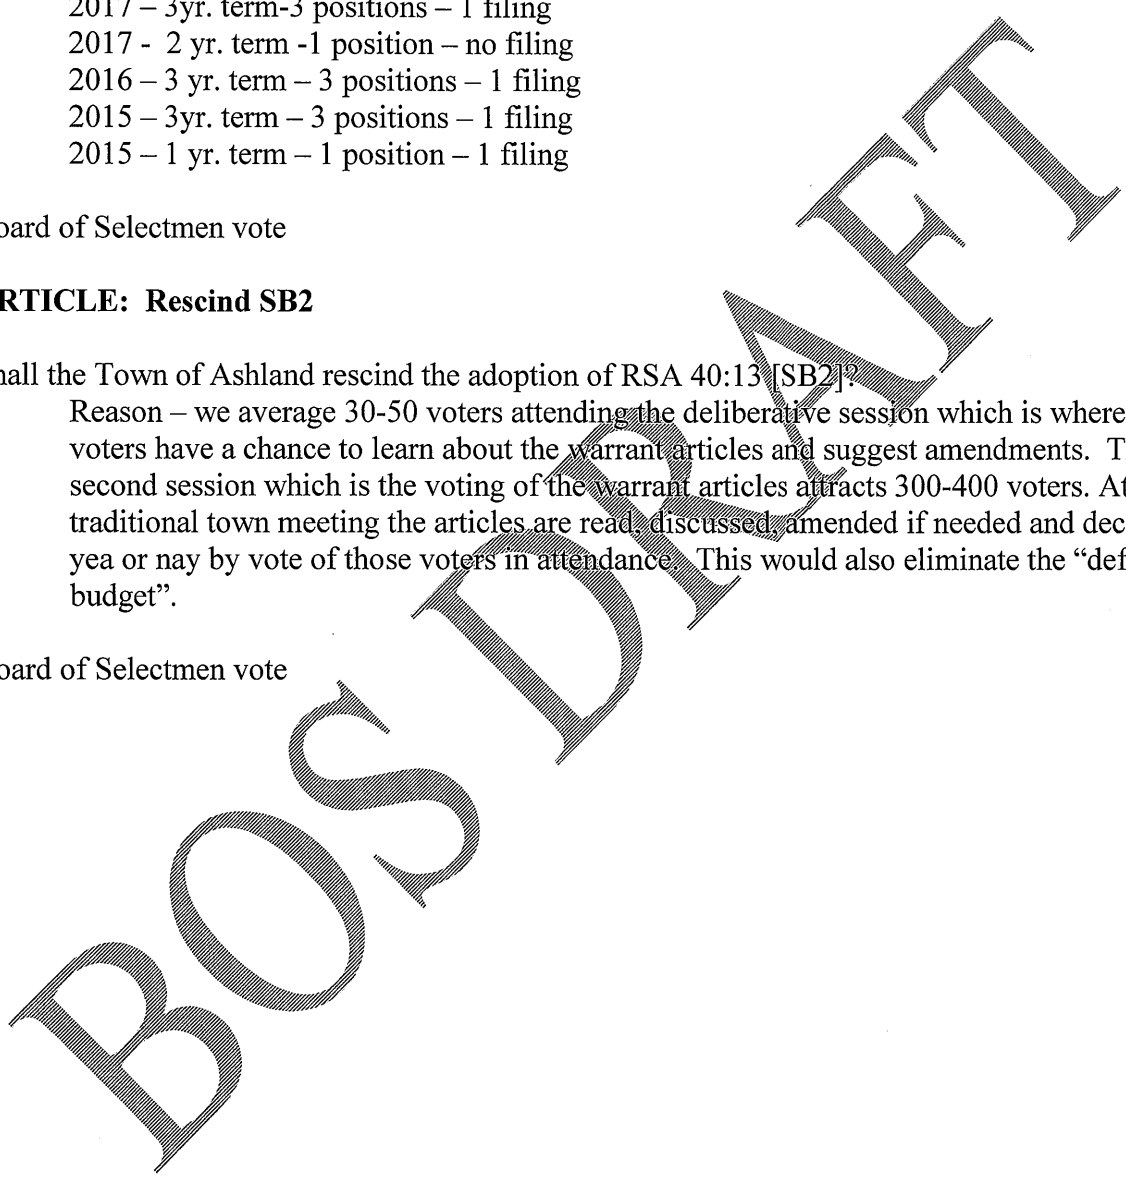 2017 – 3yr. term-3 positions – 1 filing
2017 - 2 yr. term -1 position – no filing
2016 – 3 yr. term – 3 positions – 1 filing
2015 – 3yr. term – 3 positions – 1 filing
2015 – 1 yr. term – 1 position – 1 filing
oard of Selectmen vote
RTICLE: Rescind SB2
hall the Town of Ashland rescind the adoption of RSA 40:13 [SB2]?
Reason – we average 30-50 voters attending the deliberative session which is where
voters have a chance to learn about the warrant articles and suggest amendments. T
second session which is the voting of the warrant articles attracts 300-400 voters. At
traditional town meeting the articles are read, discussed, amended if needed and dec
yea or nay by vote of those voters in attendance. This would also eliminate the “def
budget”.
oard of Selectmen vote
BOS DRAFT